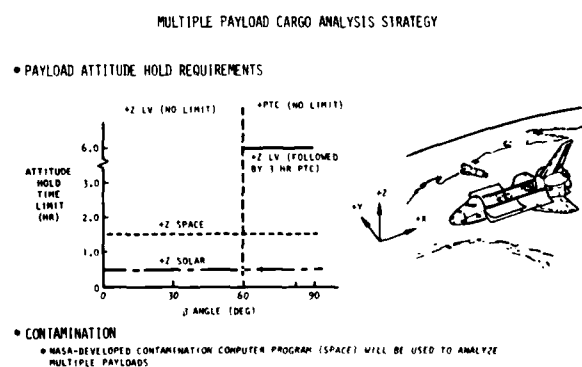 MULTIPLE PAYLOAD CARGO ANALYSIS STRATEGY
• PAYLOAD ATTITUDE HOLD REQUIREMENTS
+Z LV (NO LIMIT)
+PTC (NO LIMIT)
6.0
+Z LV (FOLLOWED
BY 3 HR PTC)
ATTITUDE
HOLD
TIME
LIMIT
(HR)
3.0
2.0
+Z SPACE
1.0
+Z SOLAR
0
0 30 60 90
β ANGLE (DEG)
+Z
+Y
+X
• CONTAMINATION
• NASA-DEVELOPED CONTAMINATION COMPUTER PROGRAM (SPACE) WILL BE USED TO ANALYZE
MULTIPLE PAYLOADS